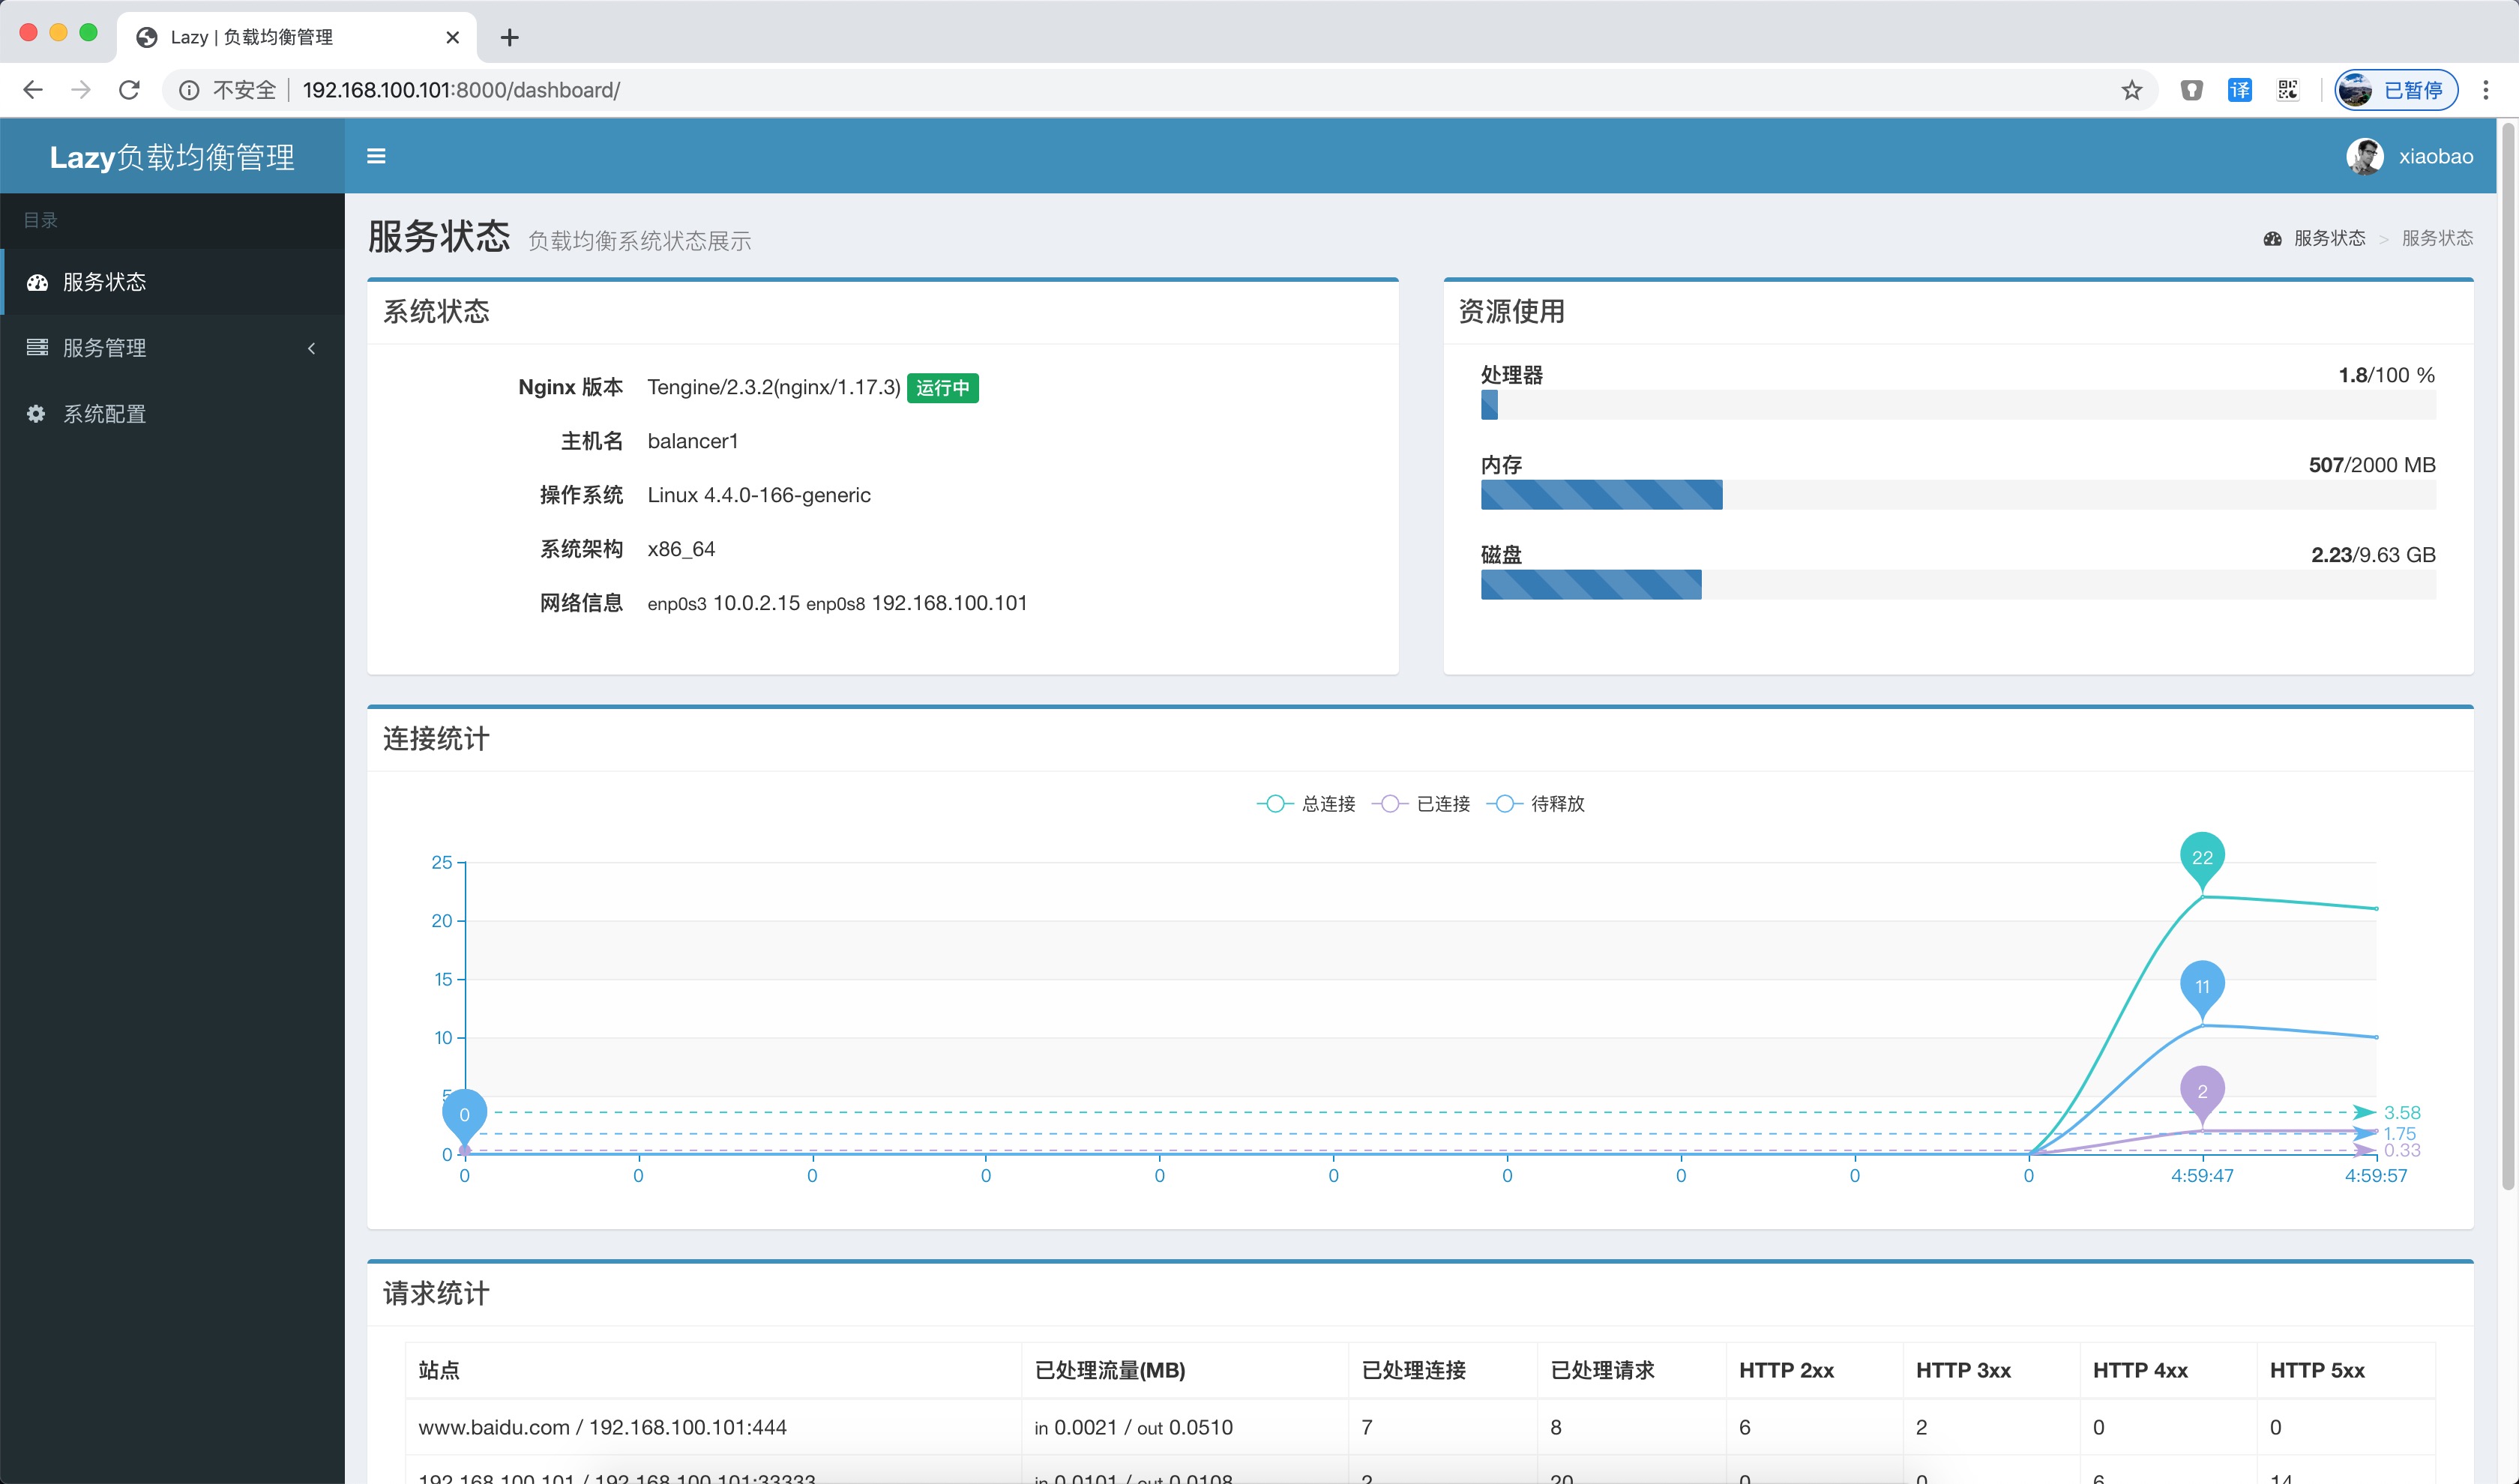 Lazy | 负载均衡管理
不安全 192.168.100.101:8000/dashboard/ 译 已暂停
Lazy负载均衡管理 xiaobao
目录
服务状态
服务管理
系统配置
服务状态 负载均衡系统状态展示 服务状态 > 服务状态
系统状态
Nginx 版本 Tengine/2.3.2(nginx/1.17.3) 运行中
主机名 balancer1
操作系统 Linux 4.4.0-166-generic
系统架构 x86_64
网络信息 enp0s3 10.0.2.15 enp0s8 192.168.100.101
资源使用
处理器 1.8/100 %
内存 507/2000 MB
磁盘 2.23/9.63 GB
连接统计
总连接 已连接 待释放
25
20
15
10
5
0
22
11
2
0
3.58
1.75
0.33
0 0 0 0 0 0 0 0 0 0 4:59:47 4:59:57
请求统计
站点 已处理流量(MB) 已处理连接 已处理请求 HTTP 2xx HTTP 3xx HTTP 4xx HTTP 5xx
www.baidu.com / 192.168.100.101:444 in 0.0021 / out 0.0510 7 8 6 2 0 0
192.168.100.101 / 192.168.100.101:33333 in 0.0101 / out 0.0108 2 20 0 0 6 14